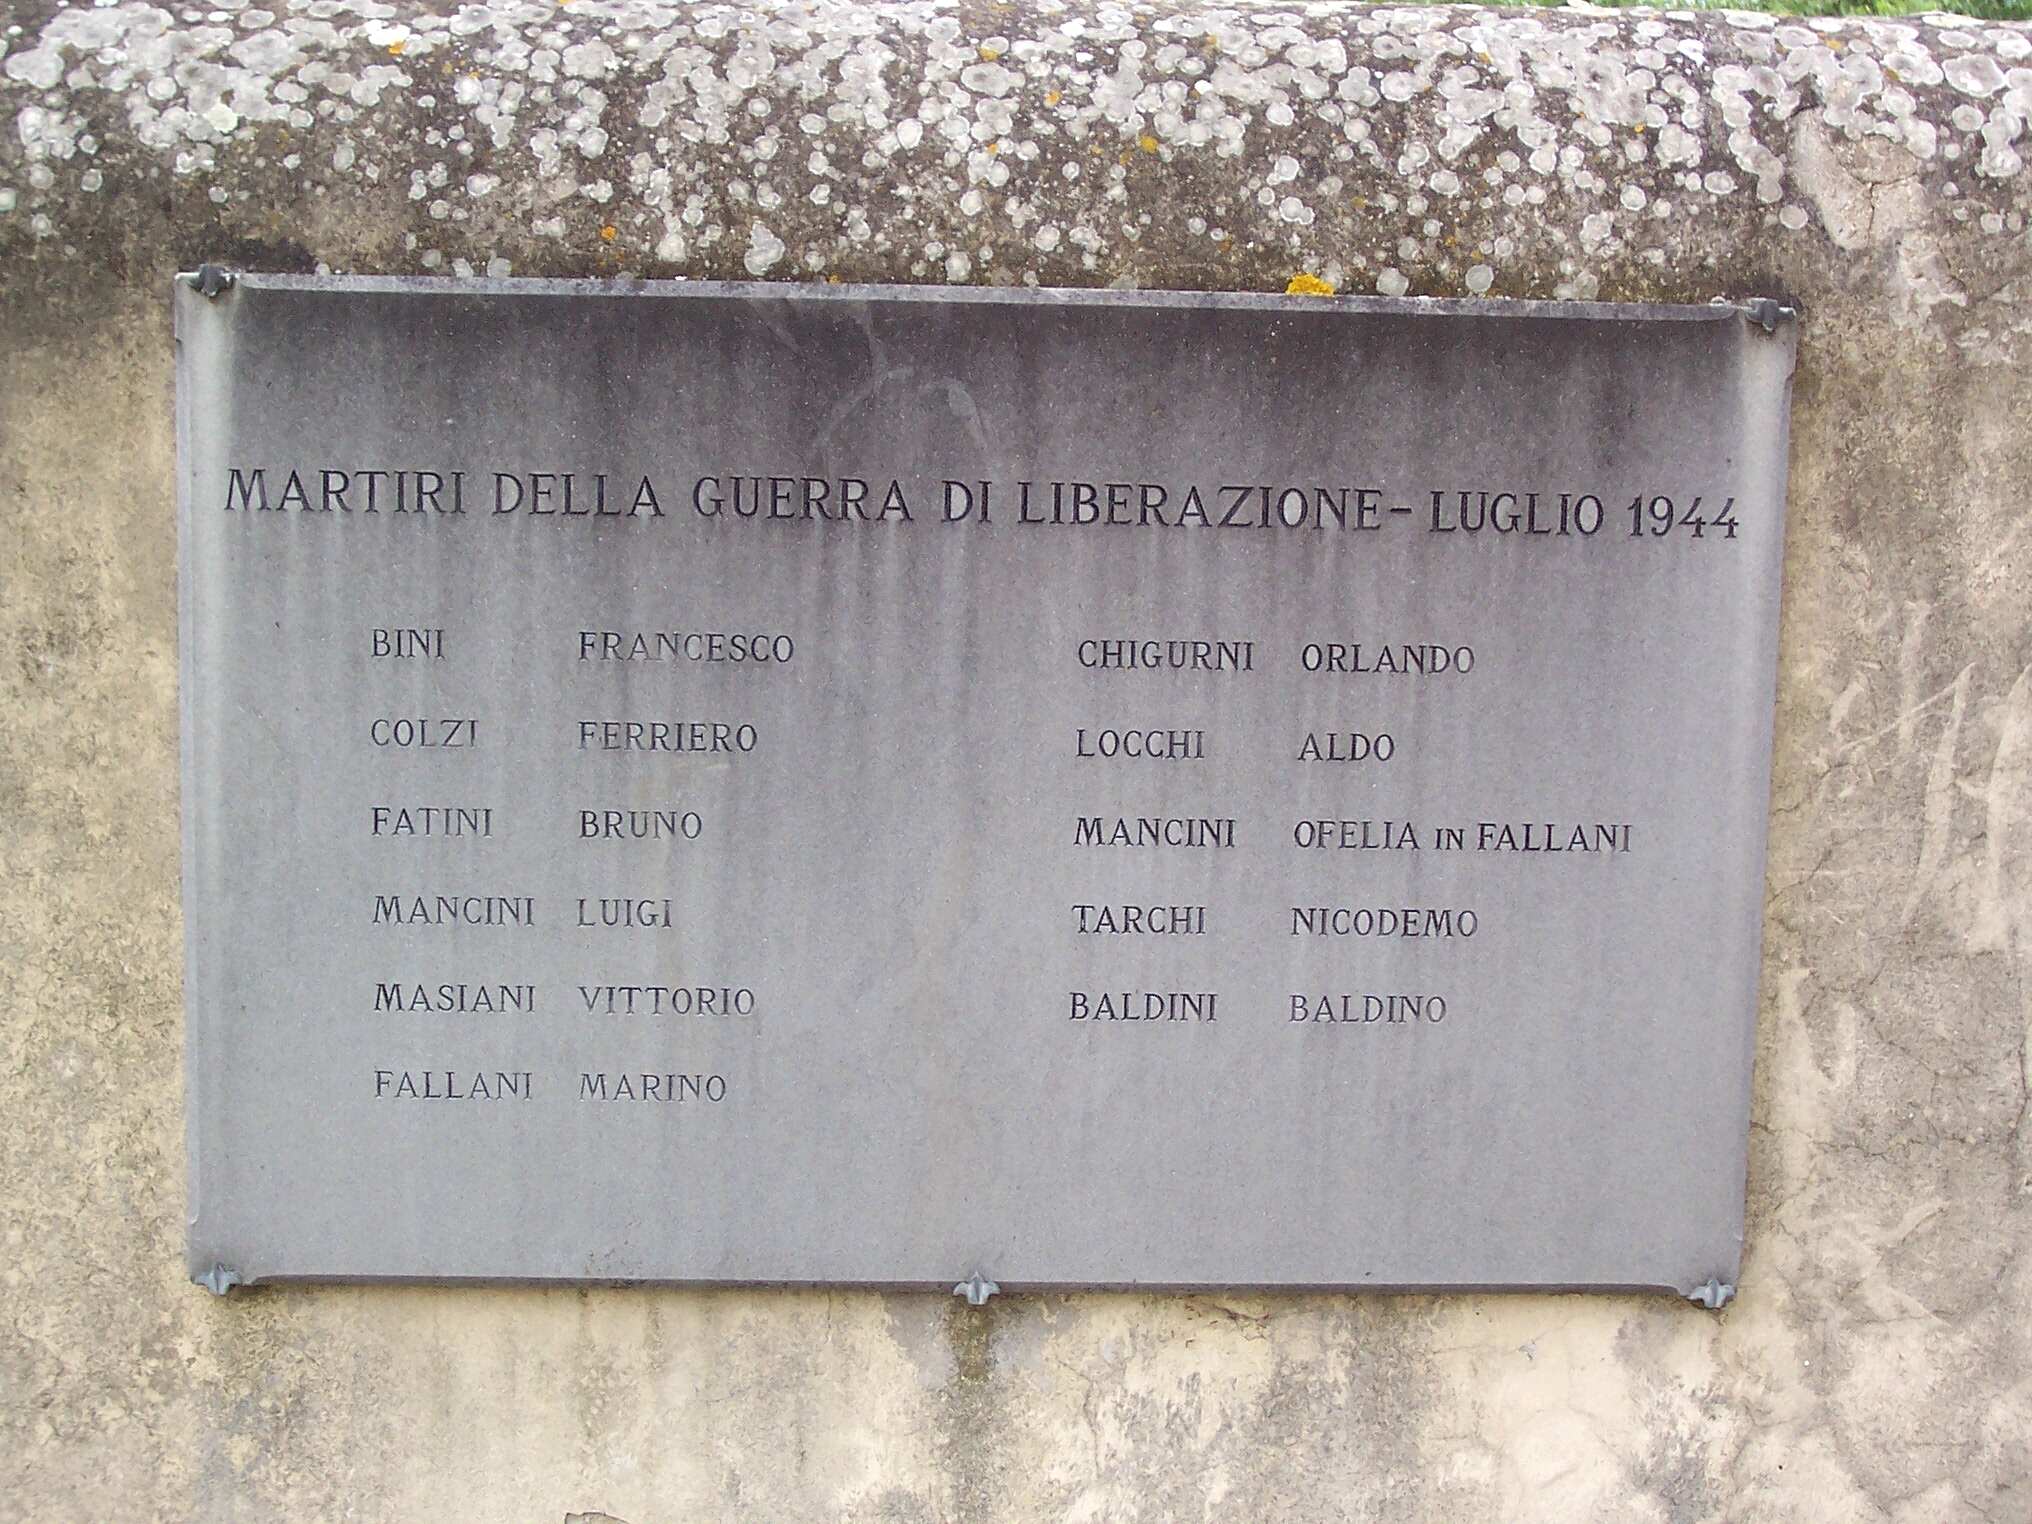 MARTIRI DELLA GUERRA DI LIBERAZIONE - LUGLIO 1944
BINI FRANCESCO
COLZI FERRIERO
FATINI BRUNO
MANCINI LUIGI
MASIANI VITTORIO
FALLANI MARINO
CHIGURNI ORLANDO
LOCCHI ALDO
MANCINI OFELIA IN FALLANI
TARCHI NICODEMO
BALDINI BALDINO